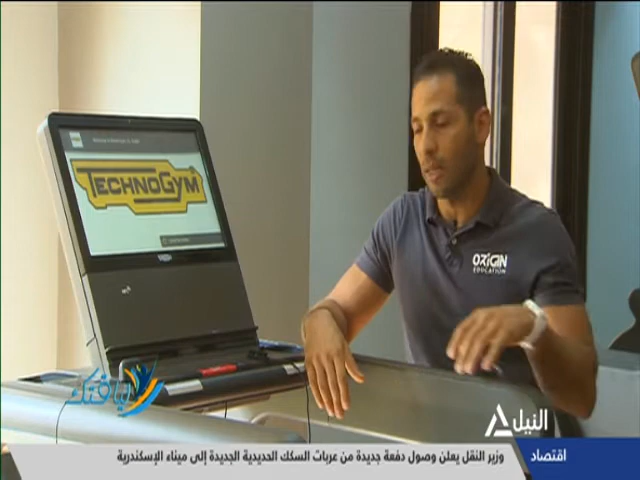 TECHNOGYM
ORIGIN
EDUCATION
لياقتك
النيل
اقتصاد
وزير النقل يعلن وصول دفعة جديدة من عربات السكك الحديدية الجديدة إلى ميناء الإسكندرية